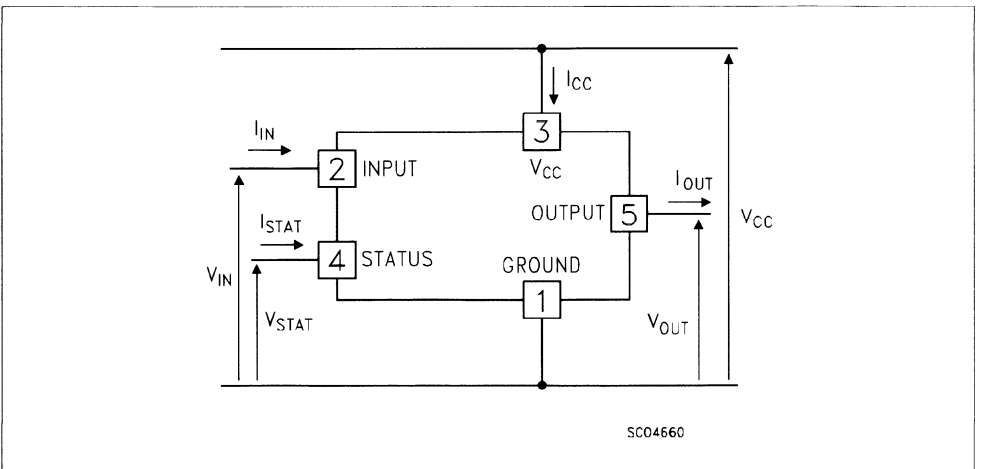 I_CC
3
V_CC
I_IN
2 INPUT
I_STAT
4 STATUS
OUTPUT 5
I_OUT
V_CC
GROUND
1
V_IN
V_STAT
V_OUT
SC04660